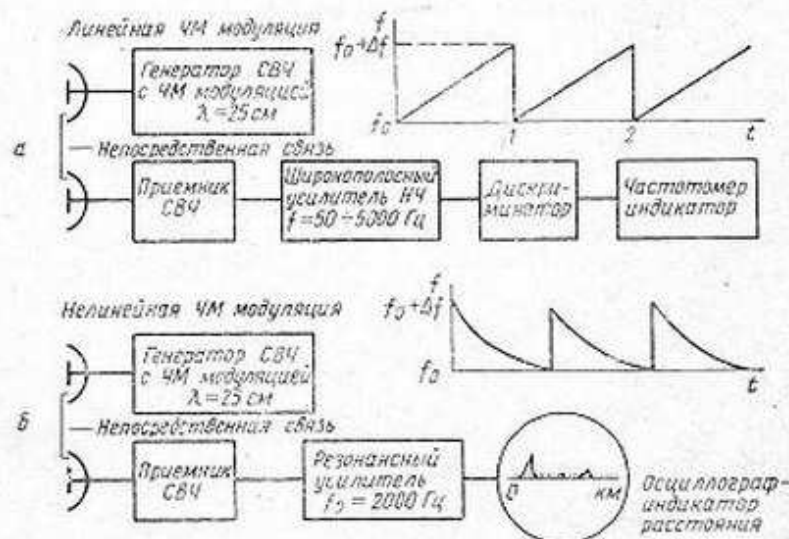 Линейная ЧМ модуляция
Генератор СВЧ
с ЧМ модуляцией
λ = 25 см
f
f₀ + Δf
f₀
1
2
t
а
Непосредственная связь
Приемник
СВЧ
Широкополосный
усилитель НЧ
f = 50 ÷ 5000 Гц
Дискри-
минатор
Частотомер
индикатор
Нелинейная ЧМ модуляция
Генератор СВЧ
с ЧМ модуляцией
λ = 25 см
f
f₀ + Δf
f₀
t
б
Непосредственная связь
Приемник
СВЧ
Резонансный
усилитель
f₀ = 2000 Гц
0
км
Осциллограф-
индикатор
расстояния